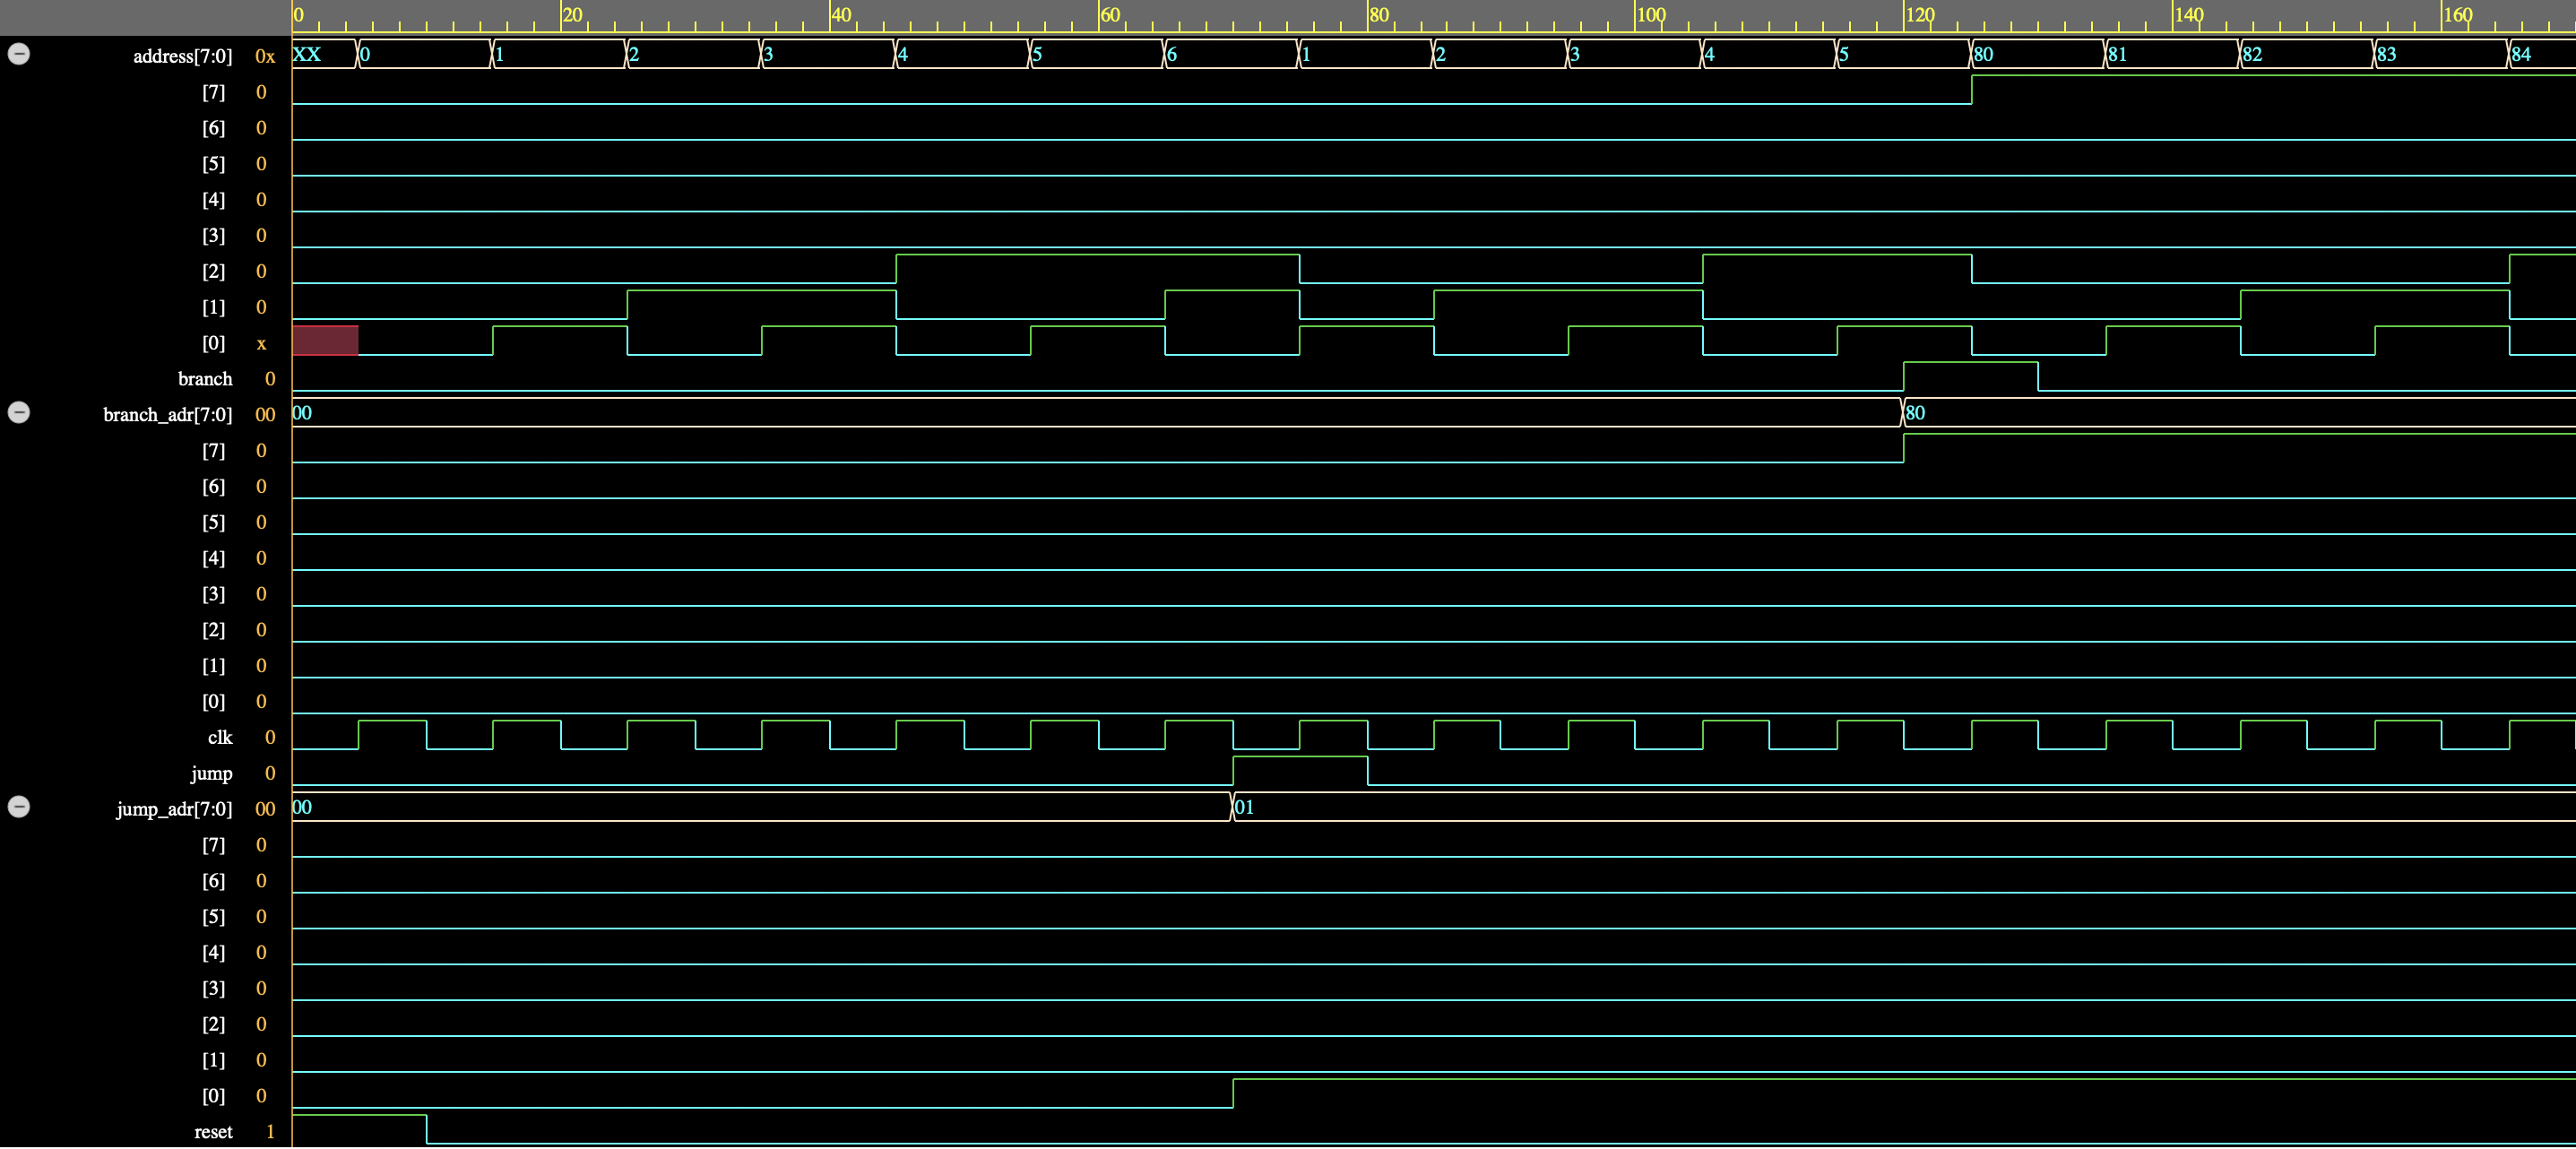 0 20 40 60 80 100 120 140 160
address[7:0] 0x XX 0 1 2 3 4 5 6 1 2 3 4 5 80 81 82 83 84
[7] 0
[6] 0
[5] 0
[4] 0
[3] 0
[2] 0
[1] 0
[0] x
branch 0
branch_adr[7:0] 00 00 80
[7] 0
[6] 0
[5] 0
[4] 0
[3] 0
[2] 0
[1] 0
[0] 0
clk 0
jump 0
jump_adr[7:0] 00 00 01
[7] 0
[6] 0
[5] 0
[4] 0
[3] 0
[2] 0
[1] 0
[0] 0
reset 1